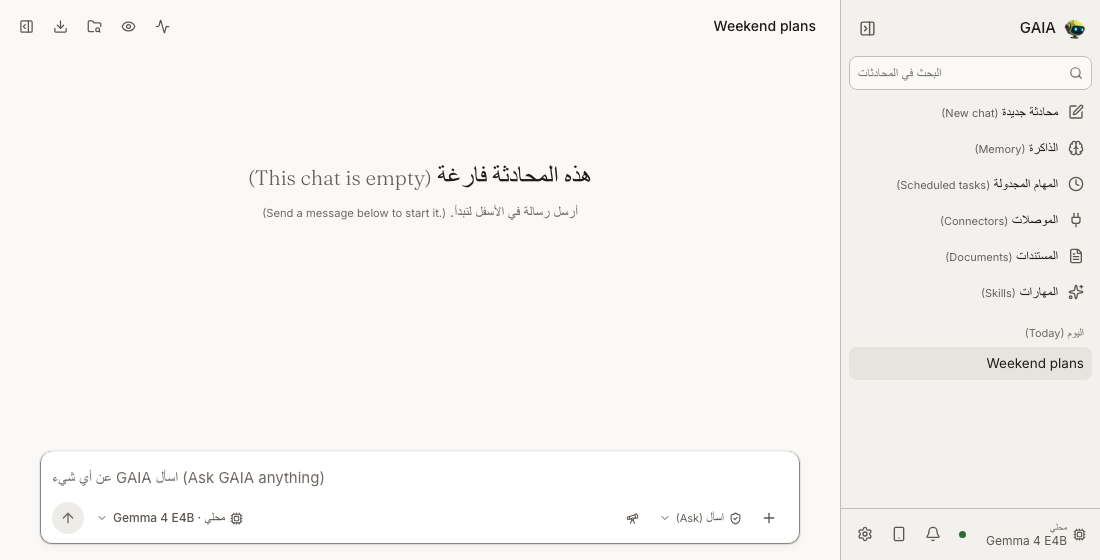 GAIA
البحث في المحادثات
محادثة جديدة (New chat)
الذاكرة (Memory)
المهام المجدولة (Scheduled tasks)
الموصلات (Connectors)
المستندات (Documents)
المهارات (Skills)
اليوم (Today)
Weekend plans
محلي
Gemma 4 E4B
Weekend plans
هذه المحادثة فارغة (This chat is empty)
أرسل رسالة في الأسفل لتبدأ. (Send a message below to start it.)
اسأل GAIA عن أي شيء (Ask GAIA anything)
اسأل (Ask)
محلي · Gemma 4 E4B